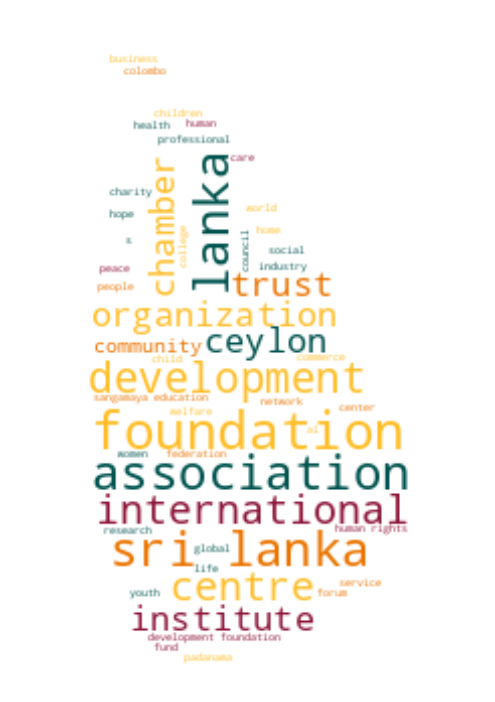 business
colombo
children
health human
professional
care
chamber
lanka
charity
hope
world
college
home
s
council
social
peace
industry
people
trust
organization
community ceylon
child
commerce
development
sangamaya education
network
center
welfare
foundation
al
women federation
association
international
research
human rights
sri lanka
global
life
centre
service
youth
forum
institute
development foundation
fund
padanama